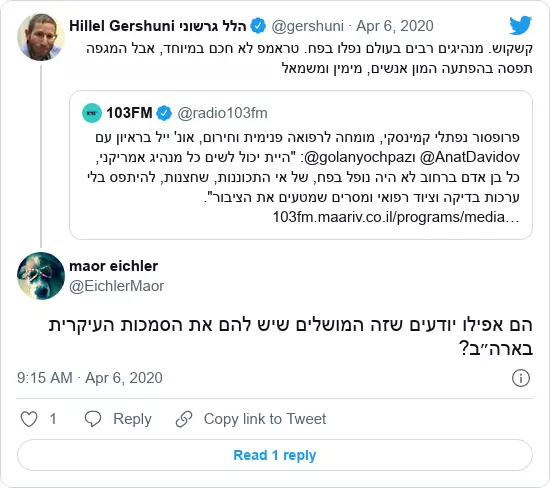 Hillel Gershuni הלל גרשוני @gershuni · Apr 6, 2020
קשקוש. מנהיגים רבים בעולם נפלו בפח. טראמפ לא חכם במיוחד, אבל המגפה
תפסה בהפתעה המון אנשים, מימין ומשמאל
103FM @radio103fm
פרופסור נפתלי קמינסקי, מומחה לרפואה פנימית וחירום, אונ' ייל בראיון עם
@AnatDavidov ו@golanyochpaz: "היית יכול לשים כל מנהיג אמריקני,
כל בן אדם ברחוב לא היה נופל בפח, של אי התכוננות, שחצנות, להיתפס בלי
ערכות בדיקה וציוד רפואי ומסרים שמטעים את הציבור".
103fm.maariv.co.il/programs/media…
maor eichler
@EichlerMaor
הם אפילו יודעים שזה המושלים שיש להם את הסמכות העיקרית
בארה״ב?
9:15 AM · Apr 6, 2020
1 Reply Copy link to Tweet
Read 1 reply